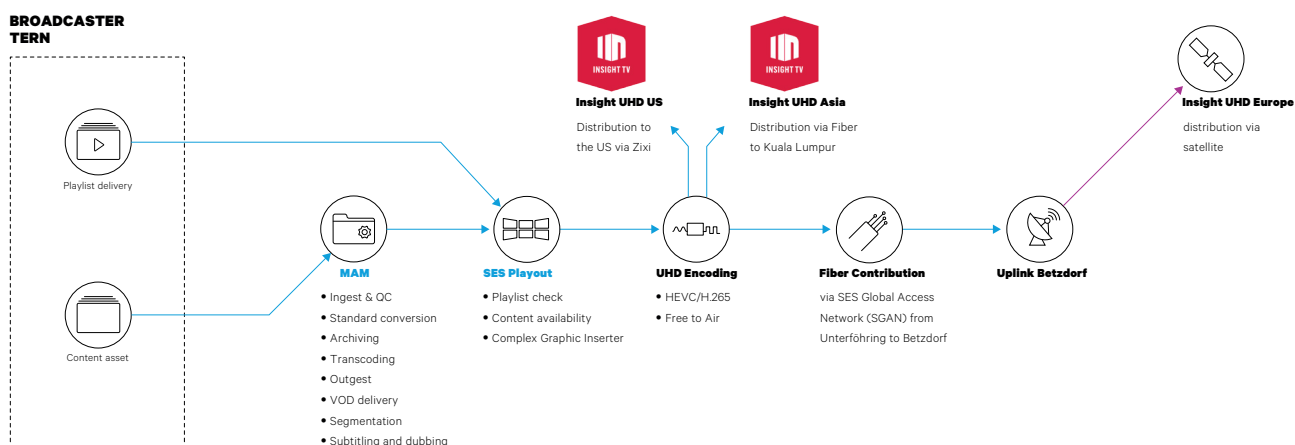 BROADCASTER
TERN
Playlist delivery
Content asset
MAM
• Ingest & QC
• Standard conversion
• Archiving
• Transcoding
• Outgest
• VOD delivery
• Segmentation
• Subtitling and dubbing
SES Playout
• Playlist check
• Content availability
• Complex Graphic Inserter
INSIGHT TV
Insight UHD US
Distribution to
the US via Zixi
INSIGHT TV
Insight UHD Asia
Distribution via Fiber
to Kuala Lumpur
UHD Encoding
• HEVC/H.265
• Free to Air
Fiber Contribution
via SES Global Access
Network (SGAN) from
Unterföhring to Betzdorf
Uplink Betzdorf
Insight UHD Europe
distribution via
satellite